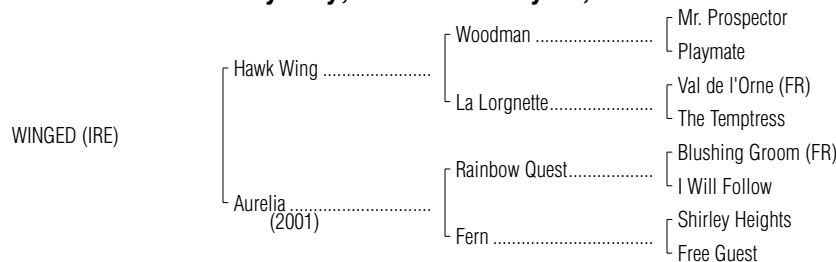 Mr. Prospector
Woodman ....................
Playmate
Hawk Wing ....................
Val de l'Orne (FR)
La Lorgnette....................
The Temptress
WINGED (IRE)
Blushing Groom (FR)
Rainbow Quest....................
I Will Follow
Aurelia ....................
(2001)
Shirley Heights
Fern ....................
Free Guest